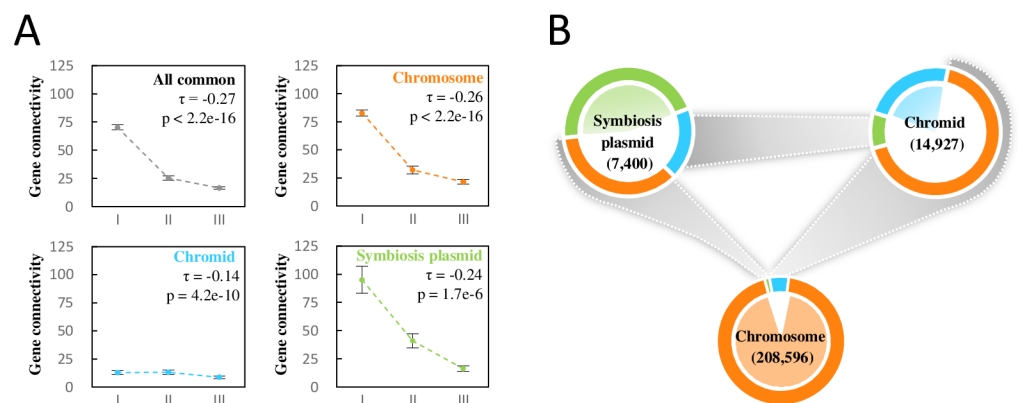 A
B
Gene connectivity
125
100
75
50
25
0
All common
τ = -0.27
p < 2.2e-16
I
II
III
Gene connectivity
125
100
75
50
25
0
Chromosome
τ = -0.26
p < 2.2e-16
I
II
III
Gene connectivity
125
100
75
50
25
0
Chromid
τ = -0.14
p = 4.2e-10
I
II
III
Gene connectivity
125
100
75
50
25
0
Symbiosis plasmid
τ = -0.24
p = 1.7e-6
I
II
III
Symbiosis
plasmid
(7,400)
Chromid
(14,927)
Chromosome
(208,596)